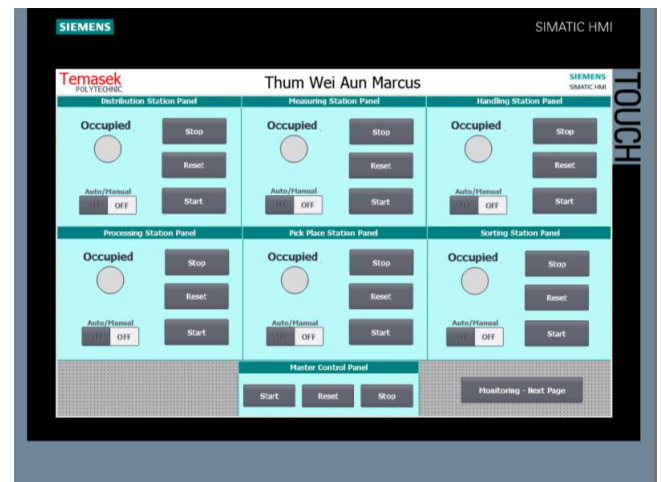 SIEMENS
SIMATIC HMI
TOUCH
Temasek
POLYTECHNIC
Thum Wei Aun Marcus
SIEMENS
SIMATIC HMI
Distribution Station Panel
Occupied
Stop
Reset
Auto/Manual
OFF
Start
Measuring Station Panel
Occupied
Stop
Reset
Auto/Manual
OFF
Start
Handling Station Panel
Occupied
Stop
Reset
Auto/Manual
OFF
Start
Processing Station Panel
Occupied
Stop
Reset
Auto/Manual
OFF
Start
Pick Place Station Panel
Occupied
Stop
Reset
Auto/Manual
OFF
Start
Sorting Station Panel
Occupied
Stop
Reset
Auto/Manual
OFF
Start
Master Control Panel
Start Reset Stop
Monitoring - Next Page